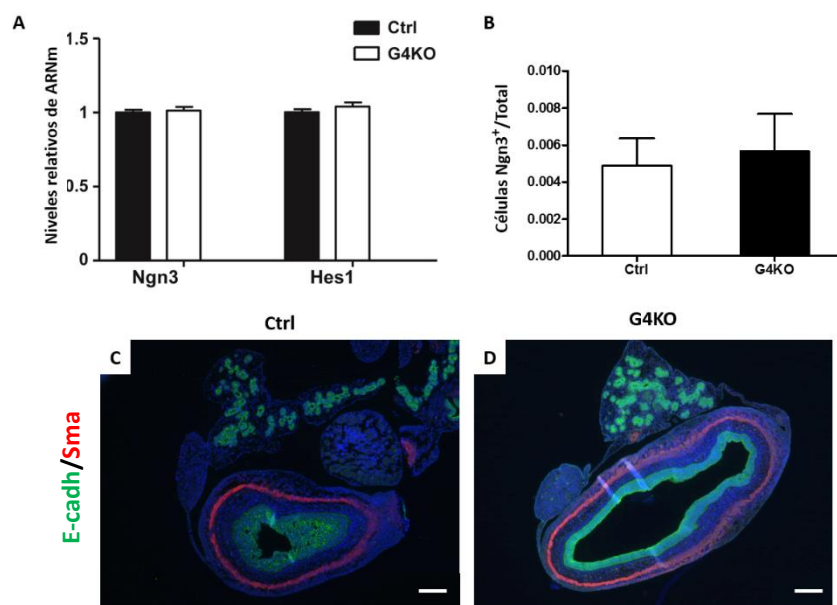 A
Niveles relativos de ARNm
1.5
1
0.5
0
Ctrl
G4KO
Ngn3
Hes1
B
Células Ngn3⁺/Total
0.010
0.008
0.006
0.004
0.002
0.000
Ctrl
G4KO
Ctrl
G4KO
E-cadh/Sma
C
D